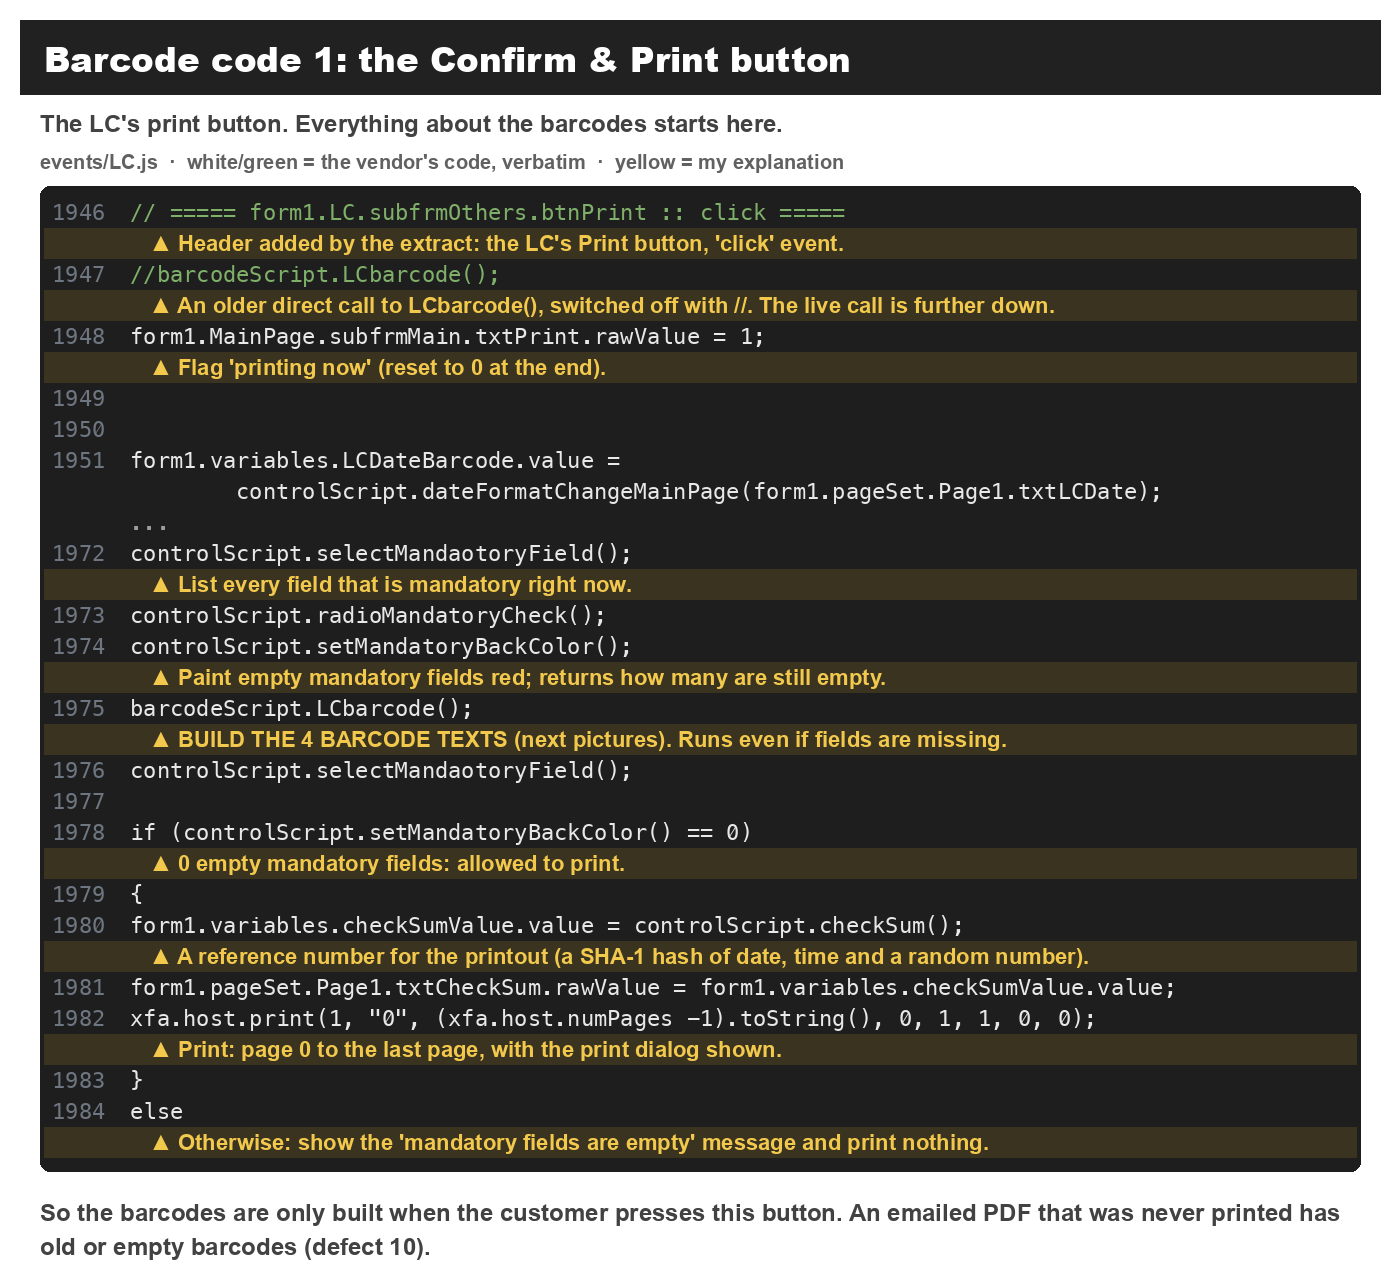 Barcode code 1: the Confirm & Print button
The LC's print button. Everything about the barcodes starts here.
events/LC.js · white/green = the vendor's code, verbatim · yellow = my explanation
1946 // ===== form1.LC.subfrmOthers.btnPrint :: click =====
▲ Header added by the extract: the LC's Print button, 'click' event.
1947 //barcodeScript.LCbarcode();
▲ An older direct call to LCbarcode(), switched off with //. The live call is further down.
1948 form1.MainPage.subfrmMain.txtPrint.rawValue = 1;
▲ Flag 'printing now' (reset to 0 at the end).
1949
1950
1951 form1.variables.LCDateBarcode.value =
controlScript.dateFormatChangeMainPage(form1.pageSet.Page1.txtLCDate);
...
1972 controlScript.selectMandaotoryField();
▲ List every field that is mandatory right now.
1973 controlScript.radioMandatoryCheck();
1974 controlScript.setMandatoryBackColor();
▲ Paint empty mandatory fields red; returns how many are still empty.
1975 barcodeScript.LCbarcode();
▲ BUILD THE 4 BARCODE TEXTS (next pictures). Runs even if fields are missing.
1976 controlScript.selectMandaotoryField();
1977
1978 if (controlScript.setMandatoryBackColor() == 0)
▲ 0 empty mandatory fields: allowed to print.
1979 {
1980 form1.variables.checkSumValue.value = controlScript.checkSum();
▲ A reference number for the printout (a SHA-1 hash of date, time and a random number).
1981 form1.pageSet.Page1.txtCheckSum.rawValue = form1.variables.checkSumValue.value;
1982 xfa.host.print(1, "0", (xfa.host.numPages −1).toString(), 0, 1, 1, 0, 0);
▲ Print: page 0 to the last page, with the print dialog shown.
1983 }
1984 else
▲ Otherwise: show the 'mandatory fields are empty' message and print nothing.
So the barcodes are only built when the customer presses this button. An emailed PDF that was never printed has
old or empty barcodes (defect 10).